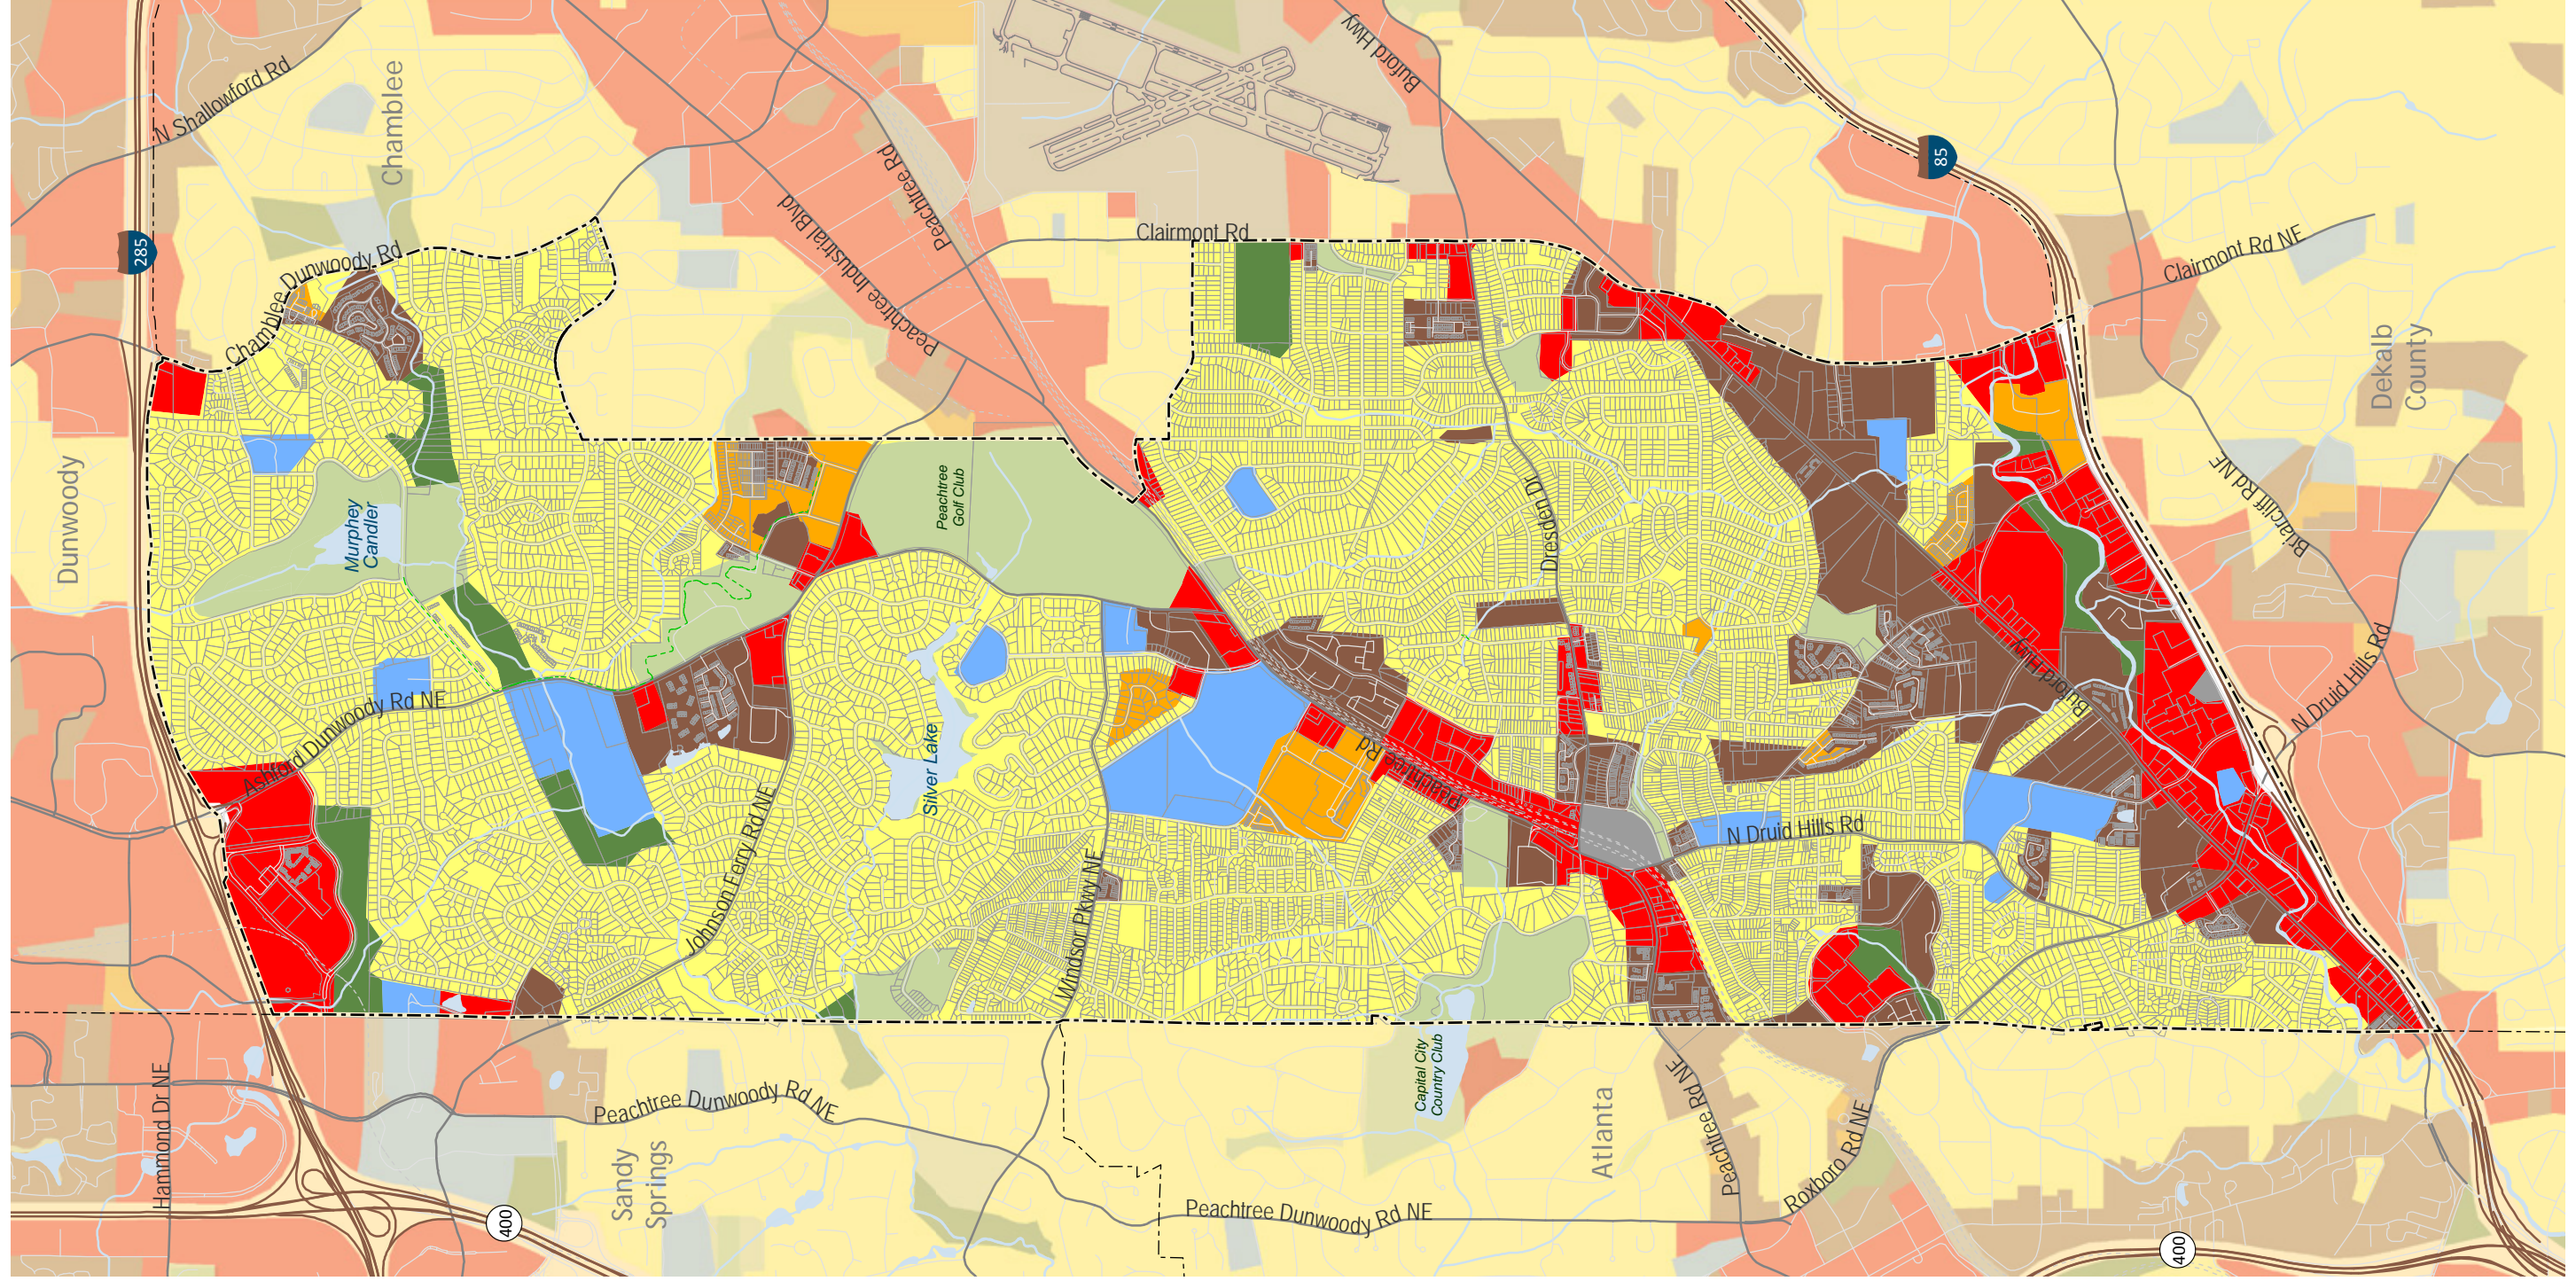 N Shallowford Rd
Chamblee
285
Chamblee Dunwoody Rd
Dunwoody
Murphey
Candler
Ashford Dunwoody Rd NE
Hammond Dr NE
400
Sandy
Springs
Peachtree Dunwoody Rd NE
Johnson Ferry Rd NE
Silver Lake
Peachtree
Golf Club
Peachtree Industrial Blvd
Peachtree
Peachtree Rd
Clairmont Rd
Buford Hwy
85
Clairmont Rd NE
Dekalb
County
Briarcliff Rd NE
N Druid Hills Rd
Dresden Dr
Buford Hwy
Peachtree Rd
Peachtree
N Druid Hills Rd
Windsor Pkwy NE
Capital City
Country Club
Atlanta
Peachtree Rd NE
Roxboro Rd NE
Peachtree Dunwoody Rd NE
400